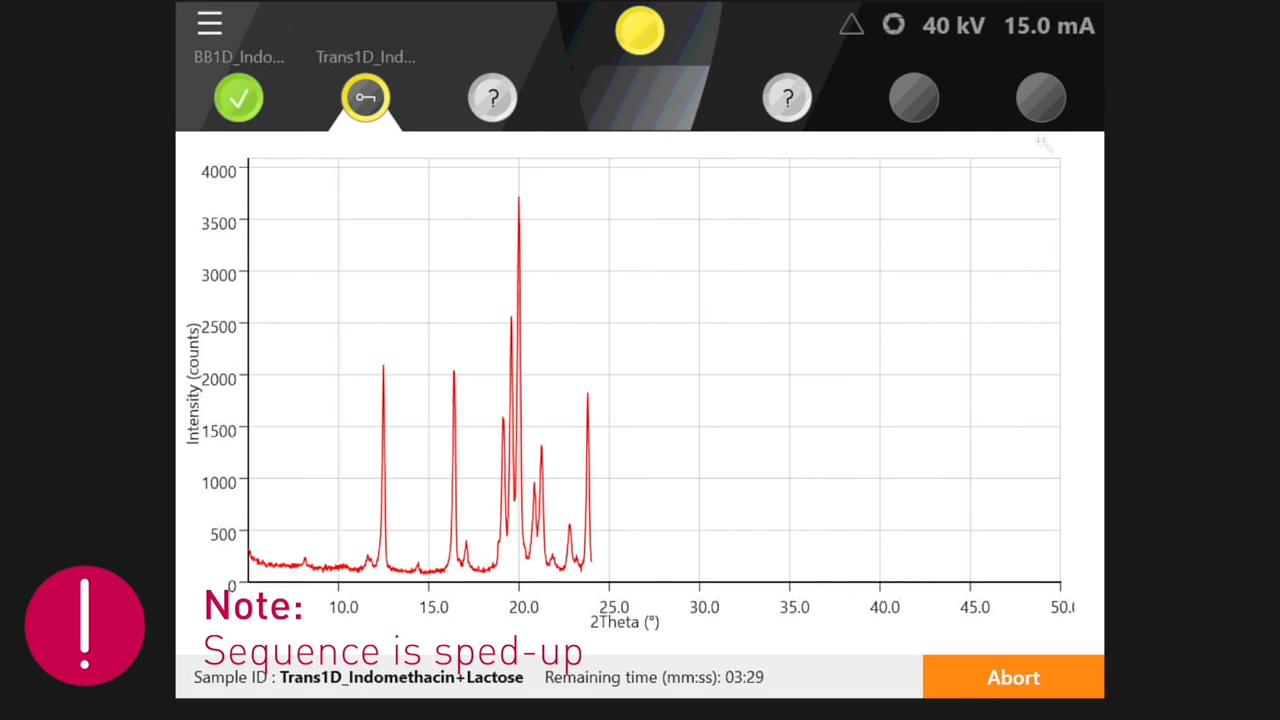 40 kV 15.0 mA
BB1D_Indo... Trans1D_Ind...
? ?
4000
3500
3000
2500
2000
1500
1000
500
0
Intensity (counts)
10.0 15.0 20.0 25.0 30.0 35.0 40.0 45.0 50.
2Theta (°)
Note:
Sequence is sped-up
Sample ID : Trans1D_Indomethacin+Lactose Remaining time (mm:ss): 03:29
Abort